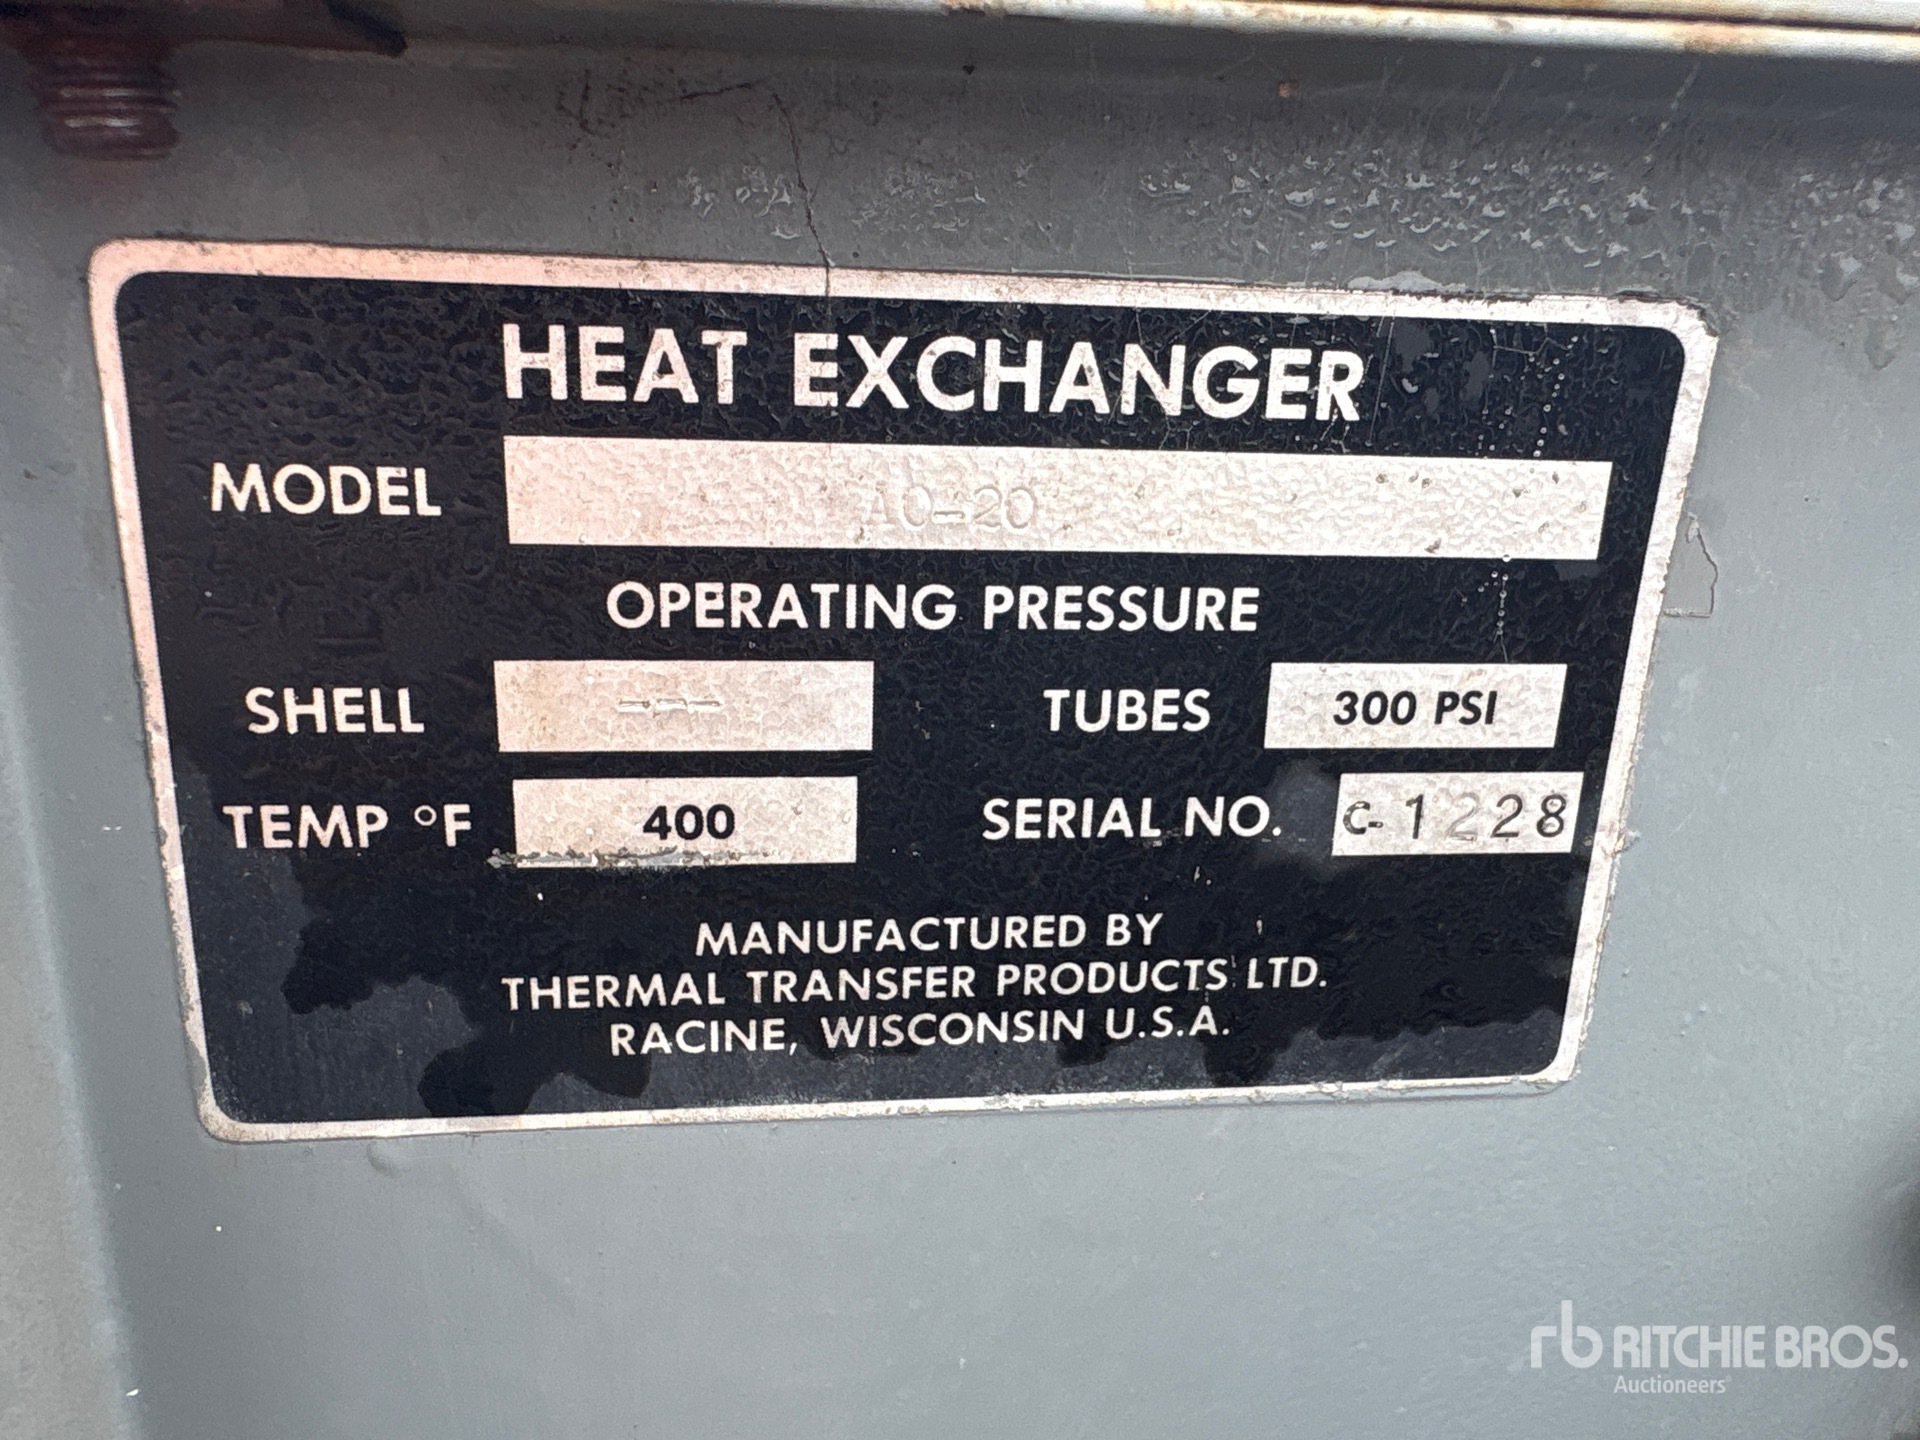 HEAT EXCHANGER
MODEL AO-20
OPERATING PRESSURE
SHELL --- TUBES 300 PSI
TEMP °F 400 SERIAL NO. C-1228
MANUFACTURED BY
THERMAL TRANSFER PRODUCTS LTD.
RACINE, WISCONSIN U.S.A.
rb RITCHIE BROS.
Auctioneers